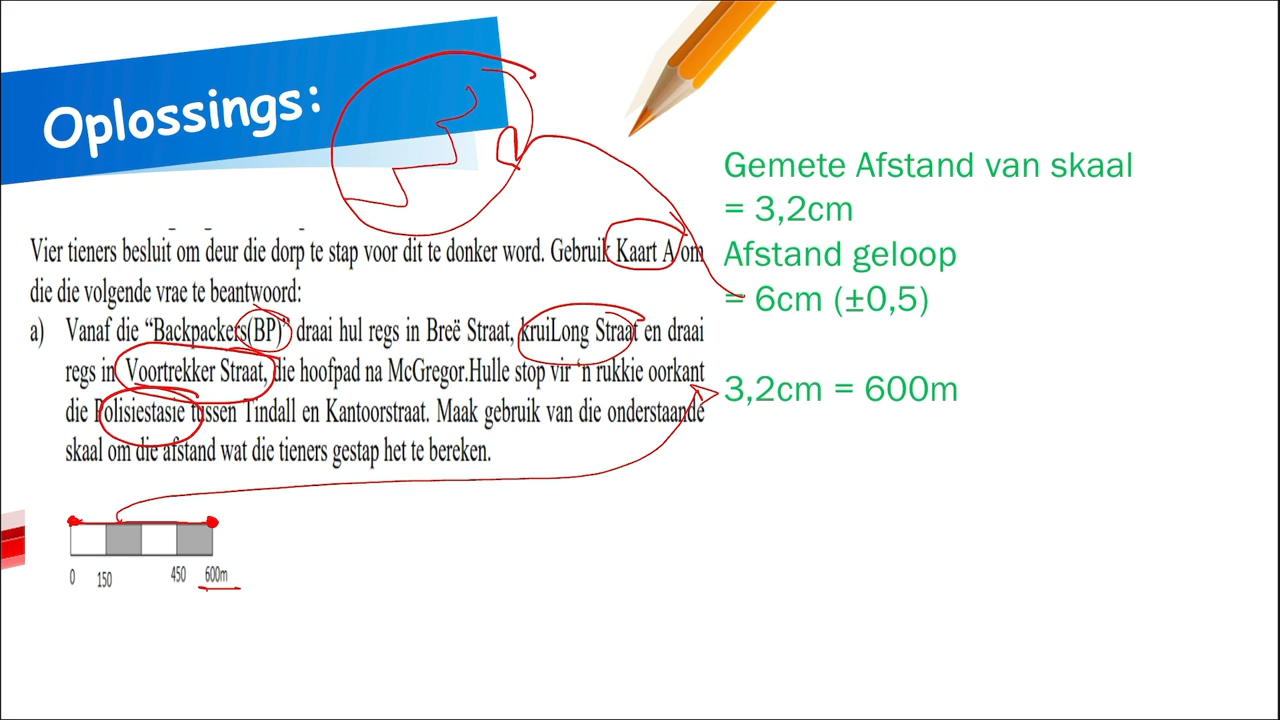 Oplossings:
Gemete Afstand van skaal
= 3,2cm
Afstand geloop
= 6cm (±0,5)
3,2cm = 600m
Vier tieners besluit om deur die dorp te stap voor dit te donker word. Gebruik Kaart A om
die die volgende vrae te beantwoord:
a) Vanaf die “Backpackers(BP)” draai hul regs in Breë Straat, kruiLong Straat en draai
regs in Voortrekker Straat, die hoofpad na McGregor.Hulle stop vir ‘n rukkie oorkant
die Polisiestasie tussen Tindall en Kantoorstraat. Maak gebruik van die onderstaande
skaal om die afstand wat die tieners gestap het te bereken.
0 150 450 600m